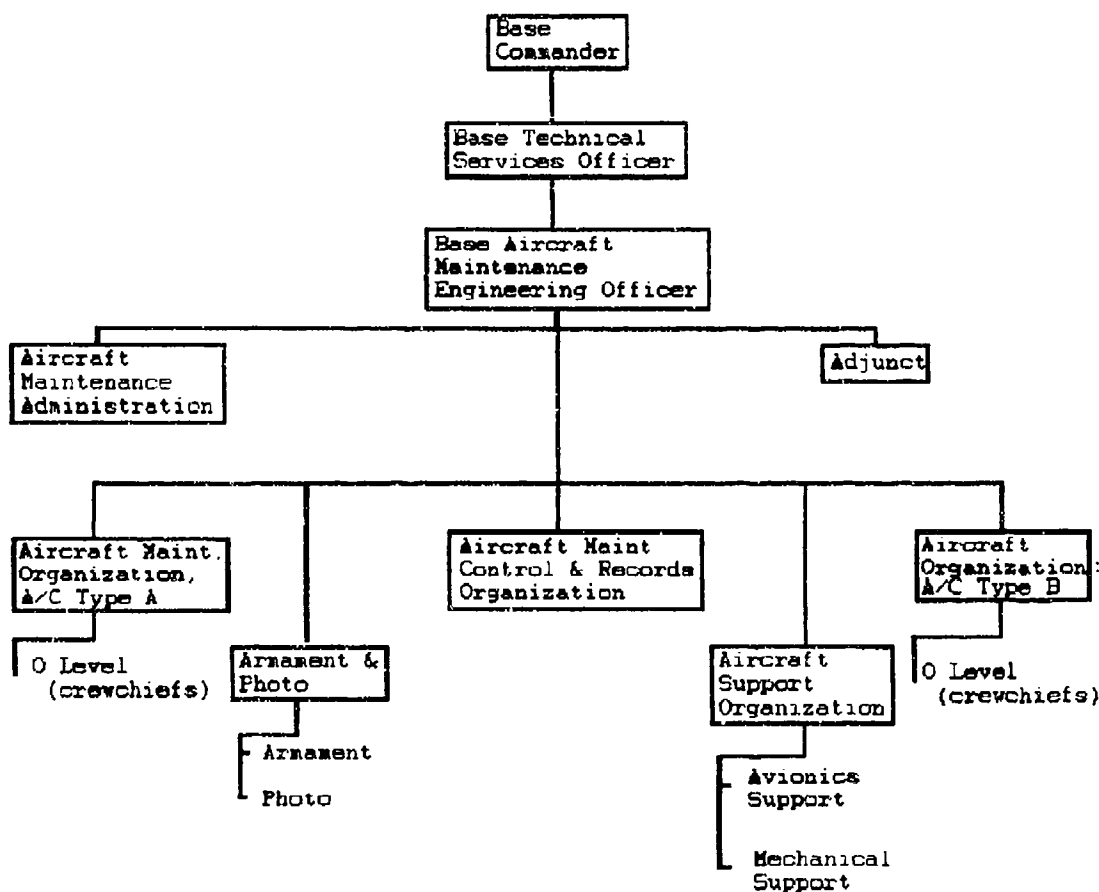 Base
Commander
Base Technical
Services Officer
Base Aircraft
Maintenance
Engineering Officer
Aircraft
Maintenance
Administration
Adjunct
Aircraft Maint.
Organization,
A/C Type A
Aircraft Maint
Control & Records
Organization
Aircraft
Organization:
A/C Type B
O Level
(crewchiefs)
Armament &
Photo
Aircraft
Support
Organization
O Level
(crewchiefs)
Armament
Photo
Avionics
Support
Mechanical
Support